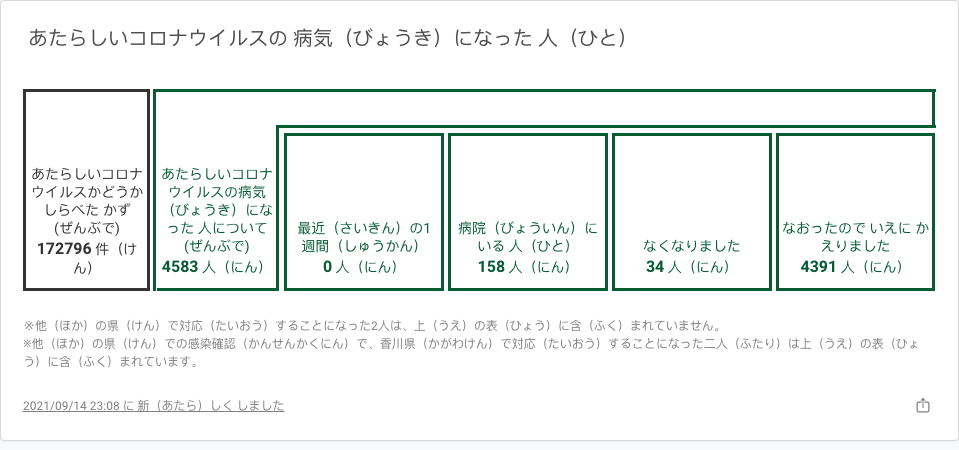 あたらしいコロナウイルスの 病気（びょうき）になった 人（ひと）
あたらしいコロナ
ウイルスかどうか
しらべた かず
(ぜんぶで)
172796 件（け
ん）
あたらしいコロナ
ウイルスの病気
（びょうき）にな
った 人について
(ぜんぶで)
4583 人（にん）
最近（さいきん）の1
週間（しゅうかん）
0 人（にん）
病院（びょういん）に
いる 人（ひと）
158 人（にん）
なくなりました
34 人（にん）
なおったので いえに か
えりました
4391 人（にん）
※他（ほか）の県（けん）で対応（たいおう）することになった2人は、上（うえ）の表（ひょう）に含（ふく）まれていません。
※他（ほか）の県（けん）での感染確認（かんせんかくにん）で、香川県（かがわけん）で対応（たいおう）することになった二人（ふたり）は上（うえ）の表（ひょ
う）に含（ふく）まれています。
2021/09/14 23:08 に 新（あたら）しく しました